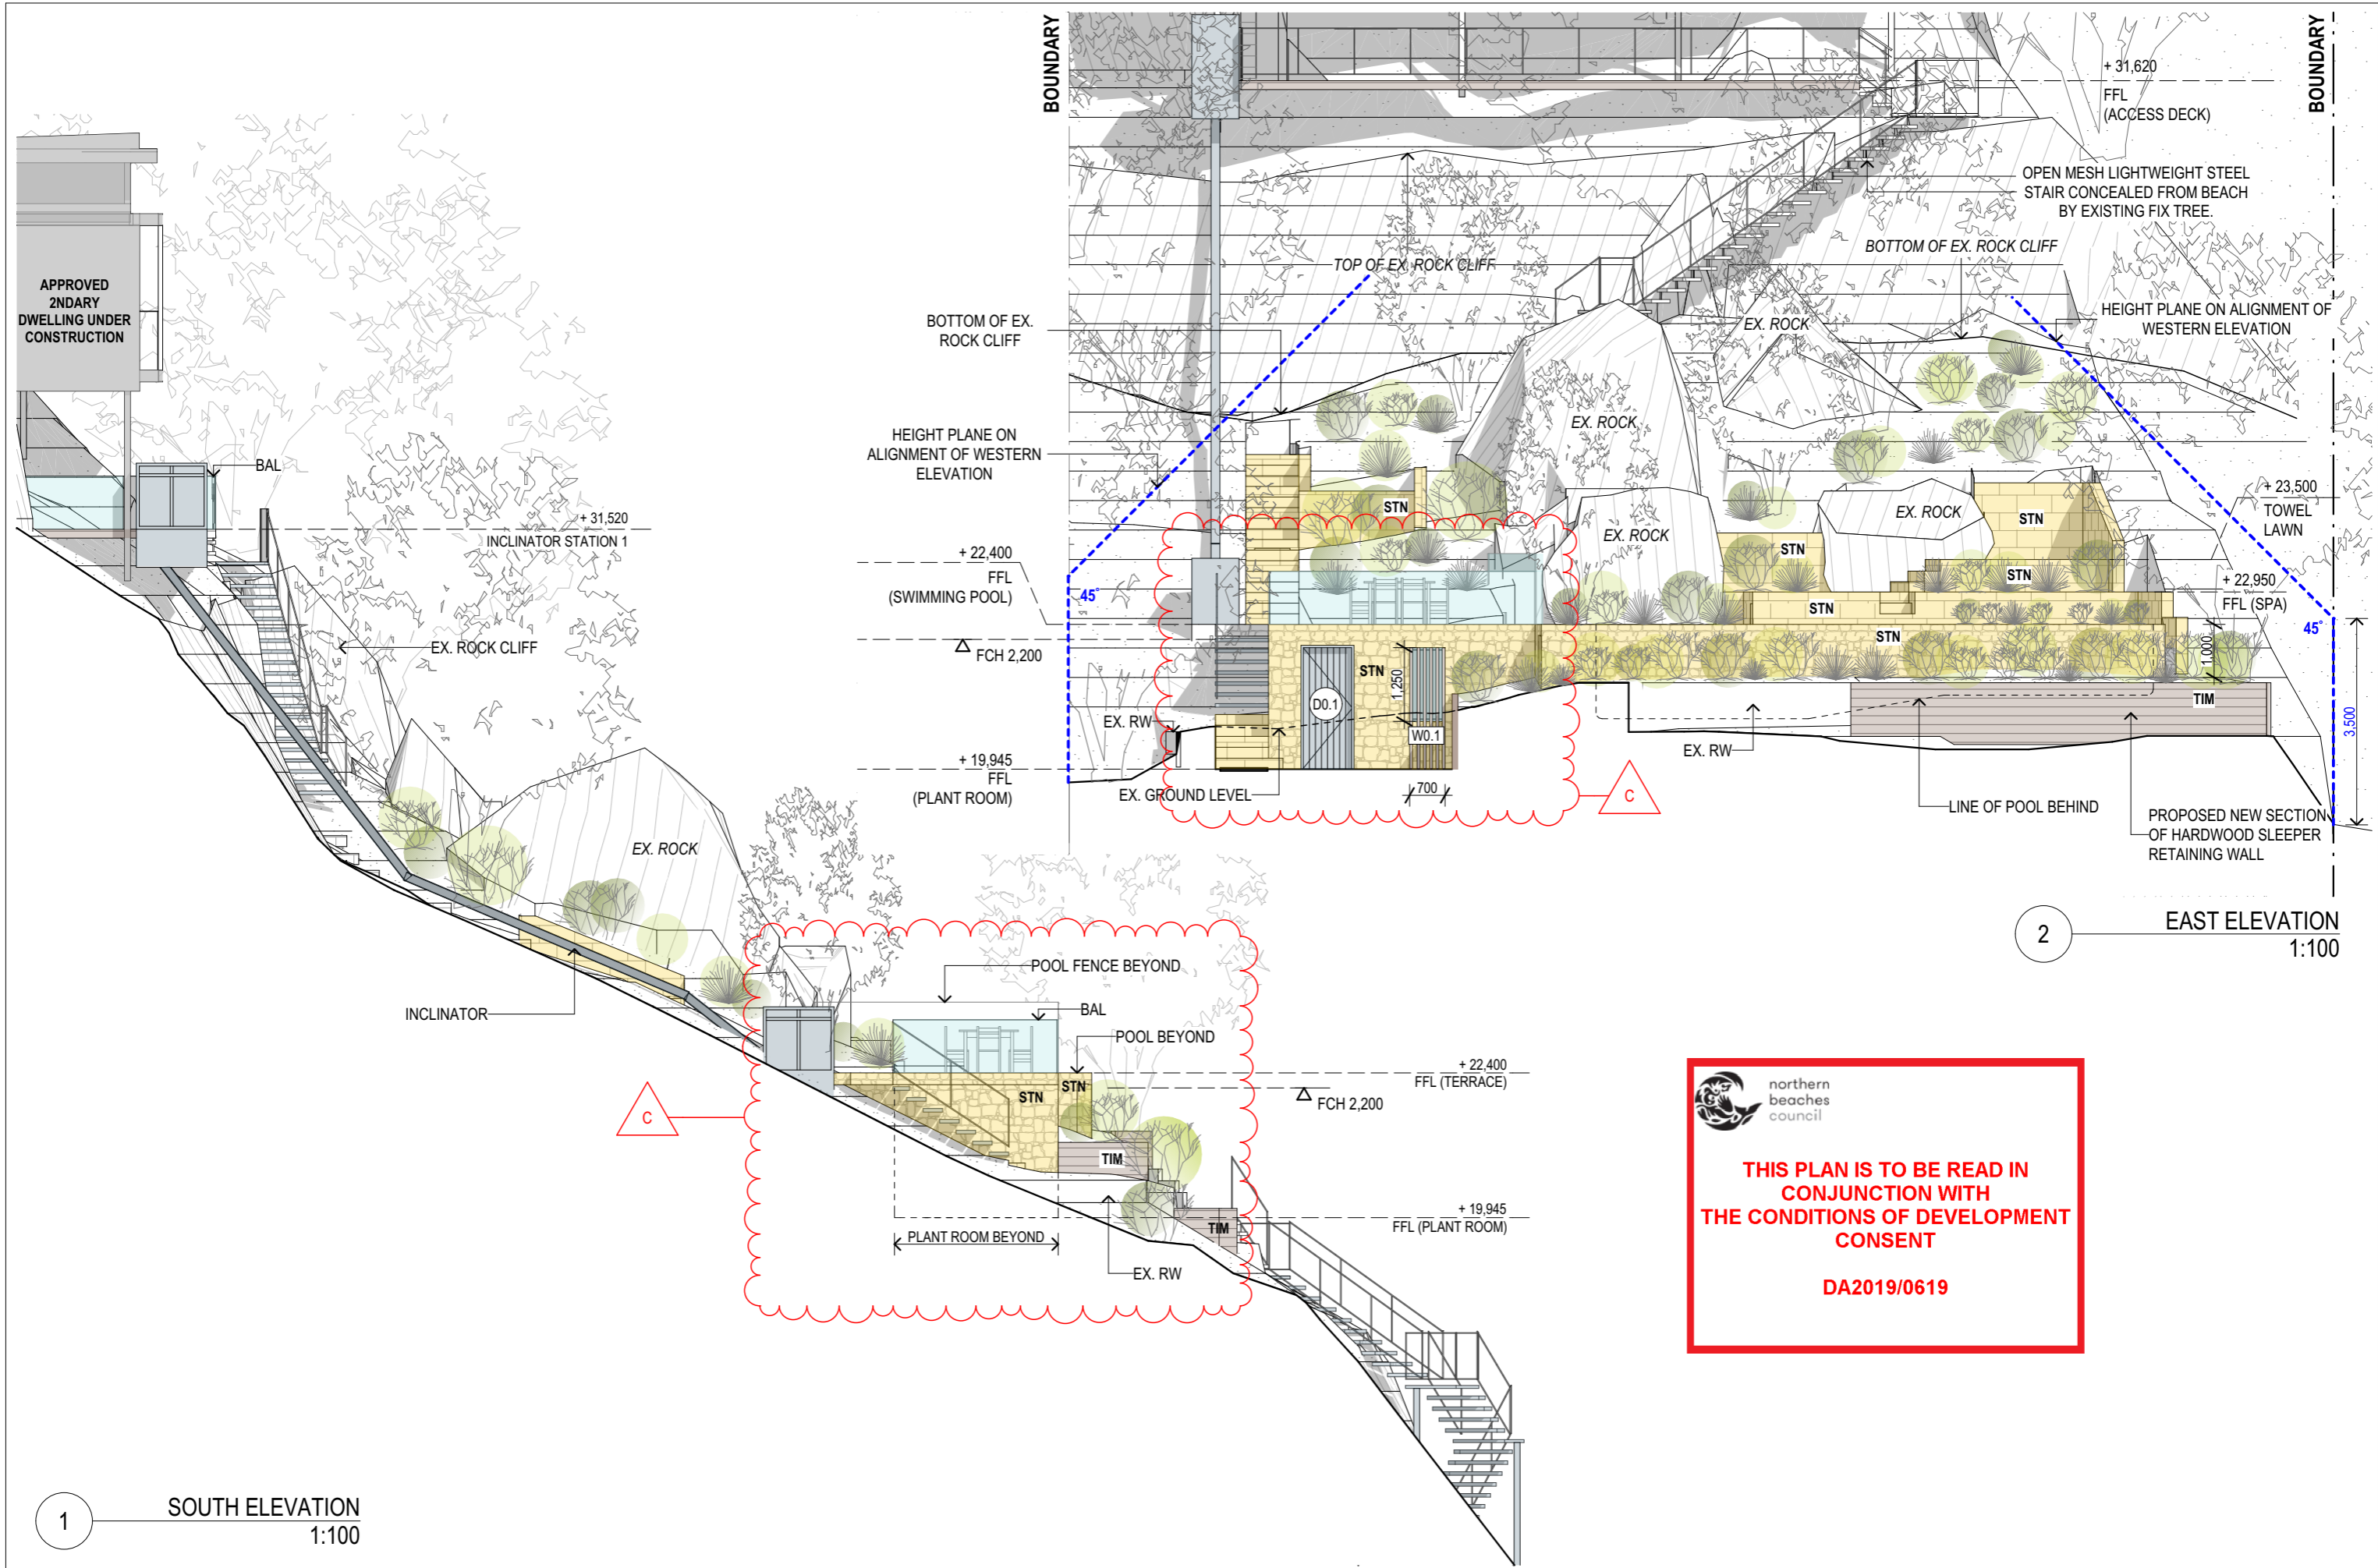 BOUNDARY
BOUNDARY
+ 31,620
FFL
(ACCESS DECK)
OPEN MESH LIGHTWEIGHT STEEL
STAIR CONCEALED FROM BEACH
BY EXISTING FIX TREE.
TOP OF EX. ROCK CLIFF
BOTTOM OF EX. ROCK CLIFF
BOTTOM OF EX.
ROCK CLIFF
EX. ROCK
HEIGHT PLANE ON ALIGNMENT OF
WESTERN ELEVATION
HEIGHT PLANE ON
ALIGNMENT OF WESTERN
ELEVATION
EX. ROCK
STN
EX. ROCK
EX. ROCK
STN
+ 23,500
TOWEL
LAWN
STN
STN
+ 22,400
FFL
(SWIMMING POOL)
45°
STN
+ 22,950
FFL (SPA)
45°
STN
1,000
FCH 2,200
STN
1,250
D0.1
W0.1
TIM
3,500
EX. RW
EX. RW
+ 19,945
FFL
(PLANT ROOM)
EX. GROUND LEVEL
700
C
LINE OF POOL BEHIND
PROPOSED NEW SECTION
OF HARDWOOD SLEEPER
RETAINING WALL
2
EAST ELEVATION
1:100
APPROVED
2NDARY
DWELLING UNDER
CONSTRUCTION
BAL
+ 31,520
INCLINATOR STATION 1
EX. ROCK CLIFF
EX. ROCK
INCLINATOR
POOL FENCE BEYOND
BAL
POOL BEYOND
+ 22,400
FFL (TERRACE)
STN
STN
FCH 2,200
C
TIM
+ 19,945
FFL (PLANT ROOM)
TIM
PLANT ROOM BEYOND
EX. RW
northern
beaches
council
THIS PLAN IS TO BE READ IN
CONJUNCTION WITH
THE CONDITIONS OF DEVELOPMENT
CONSENT
DA2019/0619
1
SOUTH ELEVATION
1:100